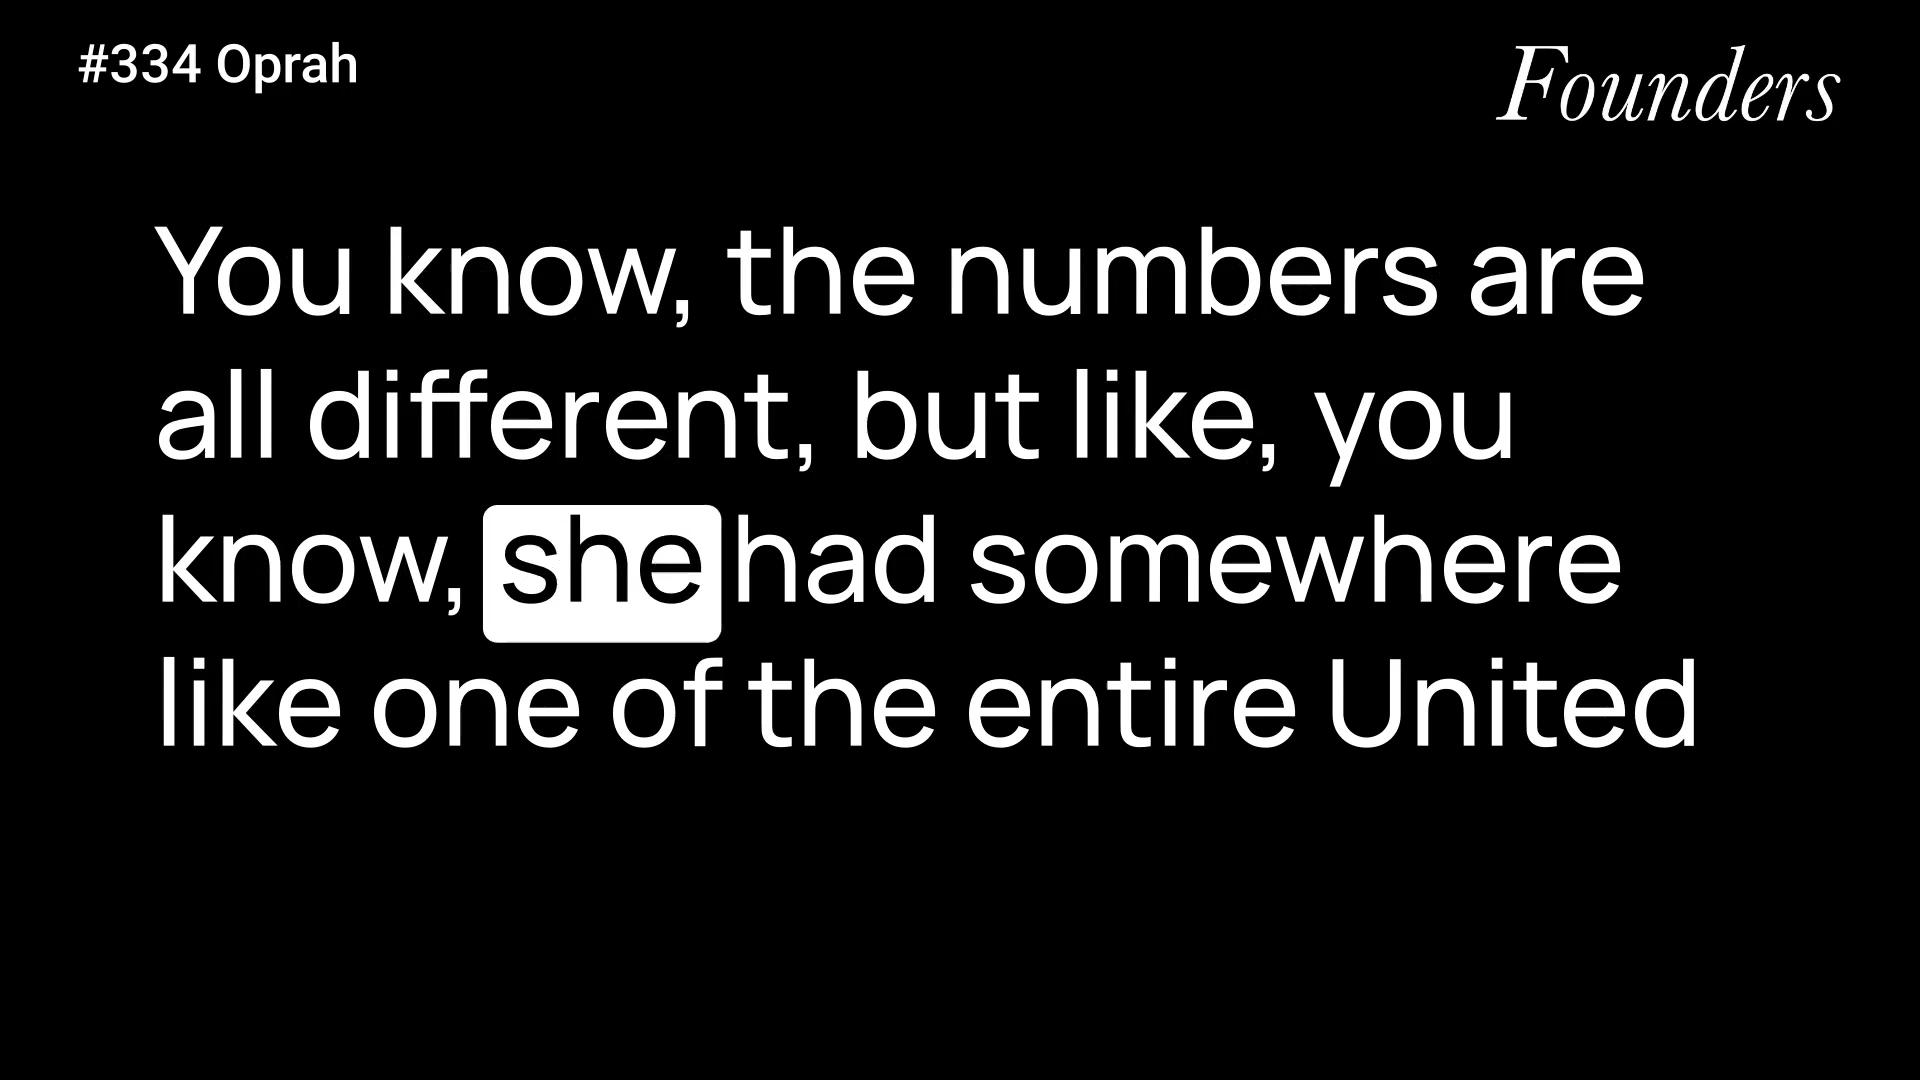 #334 Oprah
Founders
You know, the numbers are
all different, but like, you
know, she had somewhere
like one of the entire United